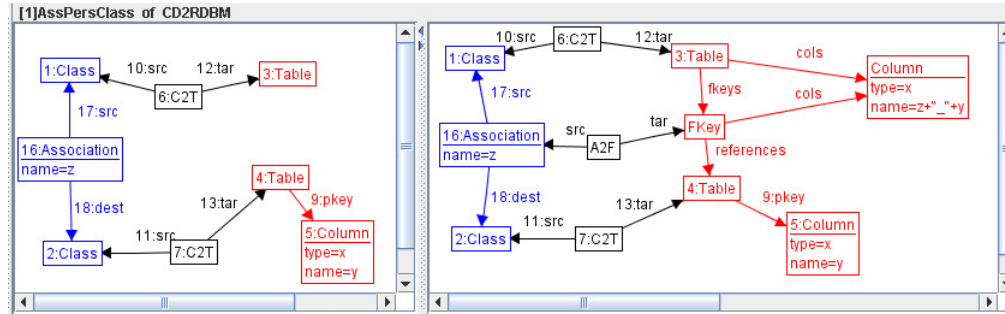 [1]AssPersClass of CD2RDBM
10:src
6:C2T
12:tar
1:Class
3:Table
17:src
16:Association
name=z
4:Table
18:dest
13:tar
9:pkey
11:src
5:Column
2:Class
7:C2T
type=x
name=y
10:src
6:C2T
12:tar
cols
1:Class
3:Table
Column
type=x
name=z+"_"+y
17:src
fkeys
cols
src
tar
16:Association
name=z
A2F
FKey
references
4:Table
18:dest
13:tar
9:pkey
11:src
5:Column
2:Class
7:C2T
type=x
name=y